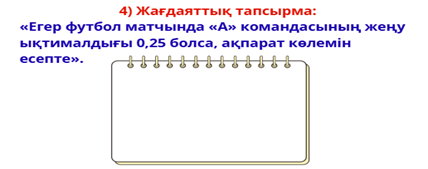 4) Жағдаяттық тапсырма:
«Егер футбол матчында «А» командасының жеңу
ықтималдығы 0,25 болса, ақпарат көлемін
есепте».